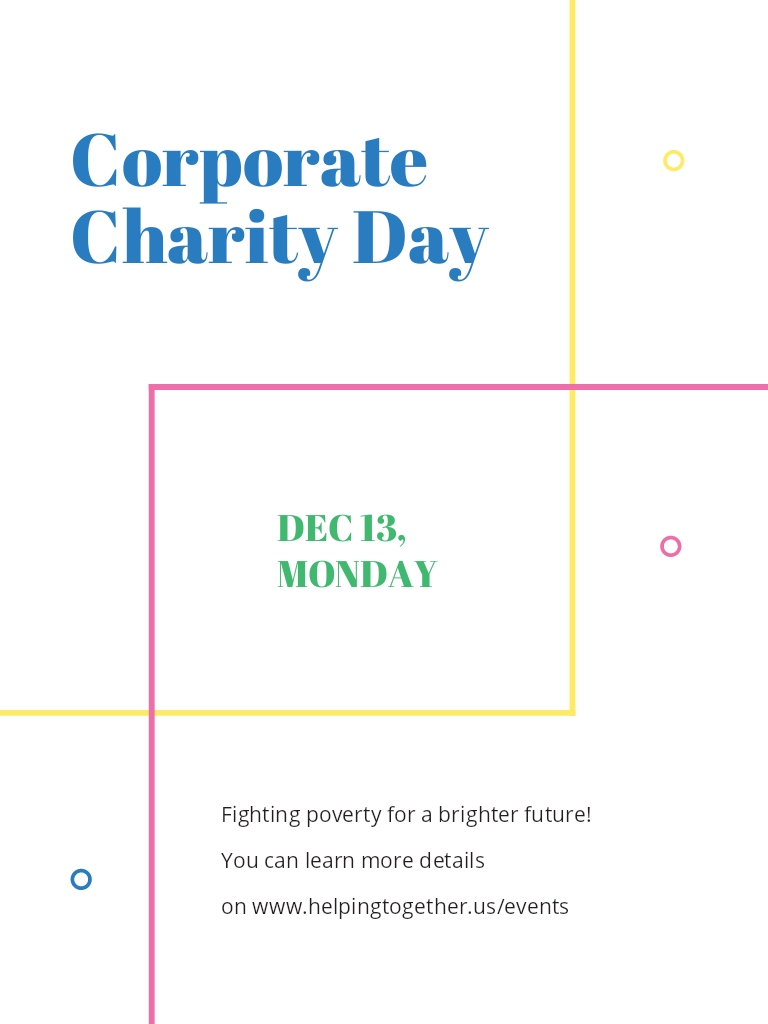 Corporate
Charity Day
DEC 13,
MONDAY
Fighting poverty for a brighter future!
You can learn more details
on www.helpingtogether.us/events